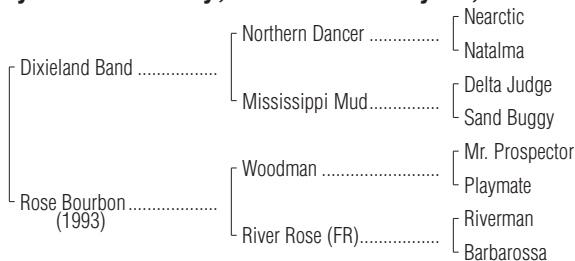 Nearctic
Northern Dancer ...............
Natalma
Dixieland Band .................
Delta Judge
Mississippi Mud...............
Sand Buggy
Mr. Prospector
Woodman .........................
Playmate
Rose Bourbon...................
(1993)
Riverman
River Rose (FR).................
Barbarossa